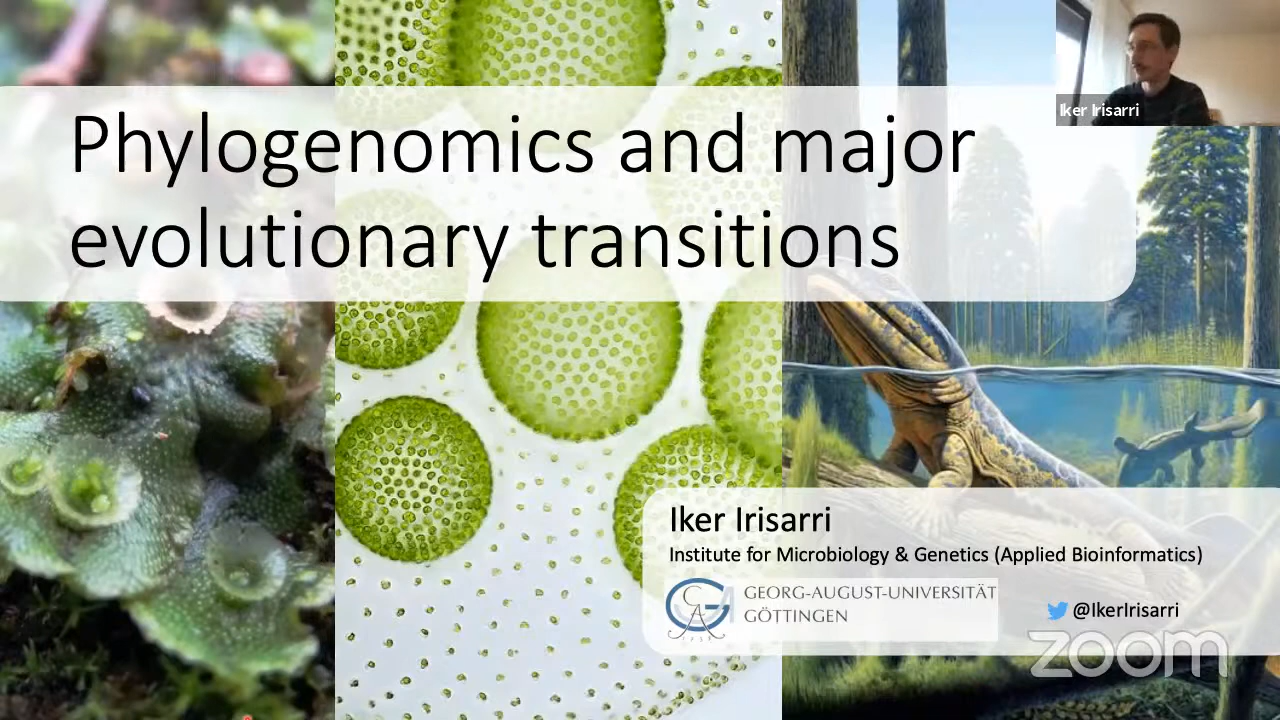 Iker Irisarri
Phylogenomics and major
evolutionary transitions
Iker Irisarri
Institute for Microbiology & Genetics (Applied Bioinformatics)
GEORG-AUGUST-UNIVERSITÄT
GÖTTINGEN
@IkerIrisarri
zoom